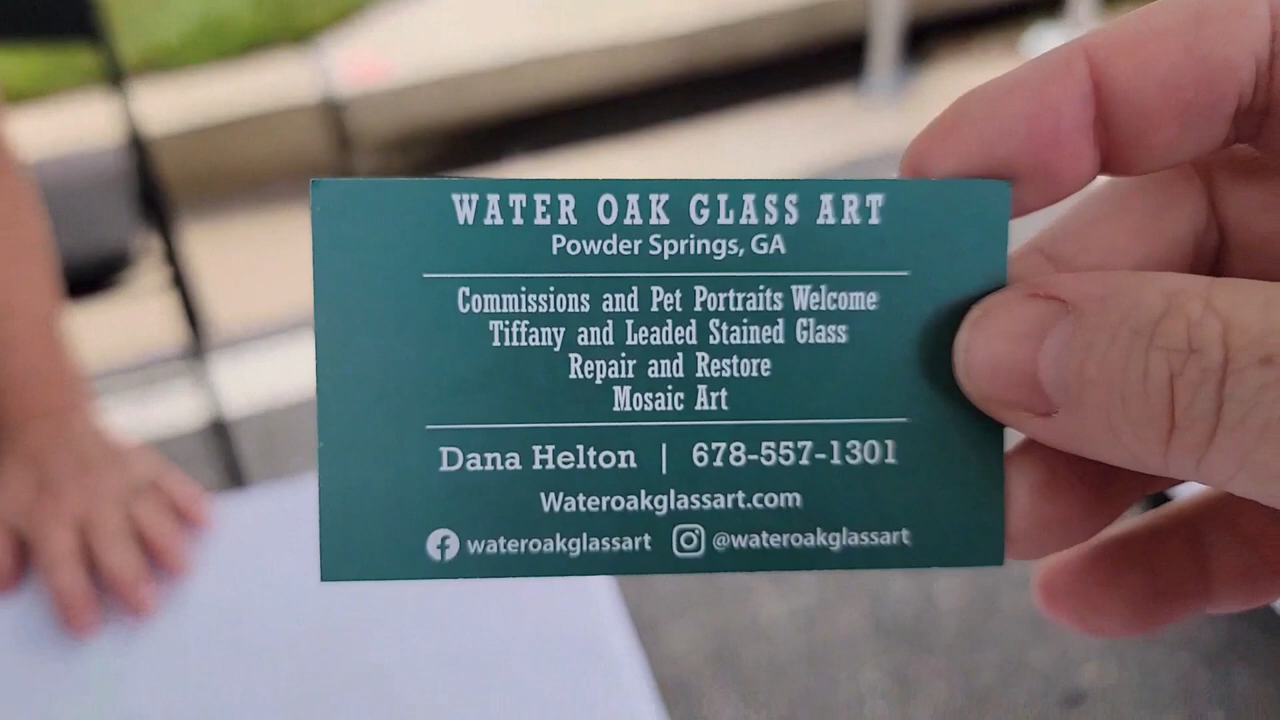 WATER OAK GLASS ART
Powder Springs, GA
Commissions and Pet Portraits Welcome
Tiffany and Leaded Stained Glass
Repair and Restore
Mosaic Art
Dana Helton | 678-557-1301
Wateroakglassart.com
wateroakglassart @wateroakglassart